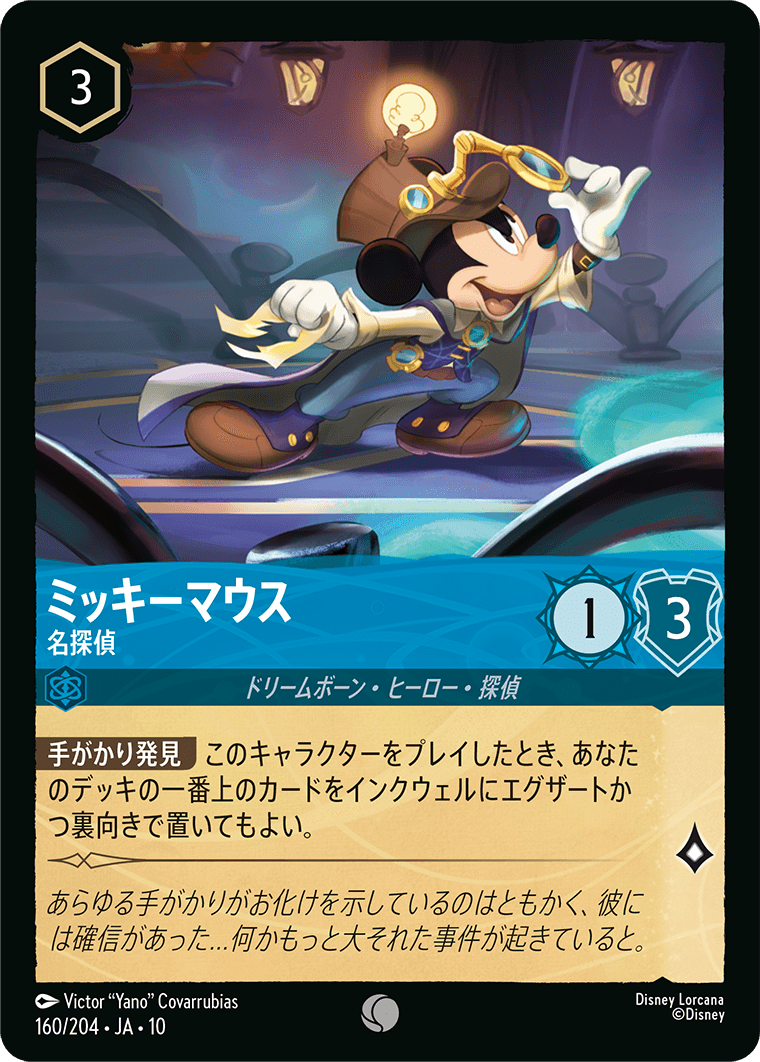 3
ミッキーマウス
名探偵
1
3
ドリームボーン・ヒーロー・探偵
手がかり発見 このキャラクターをプレイしたとき、あなた
のデッキの一番上のカードをインクウェルにエグザートか
つ裏向きで置いてもよい。
あらゆる手がかりがお化けを示しているのはともかく、彼に
は確信があった…何かもっと大それた事件が起きていると。
Victor “Yano” Covarrubias
160/204・JA・10
Disney Lorcana
©Disney